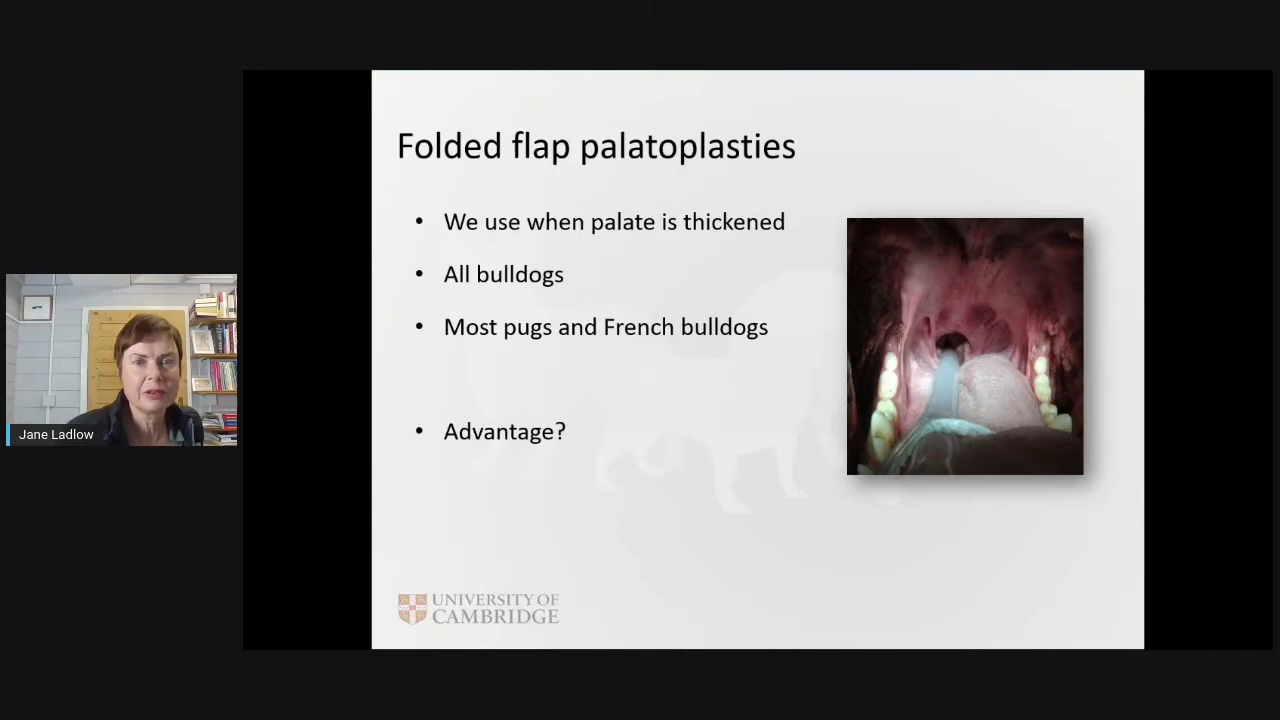 Folded flap palatoplasties
• We use when palate is thickened
• All bulldogs
• Most pugs and French bulldogs
• Advantage?
Jane Ladlow
UNIVERSITY OF
CAMBRIDGE